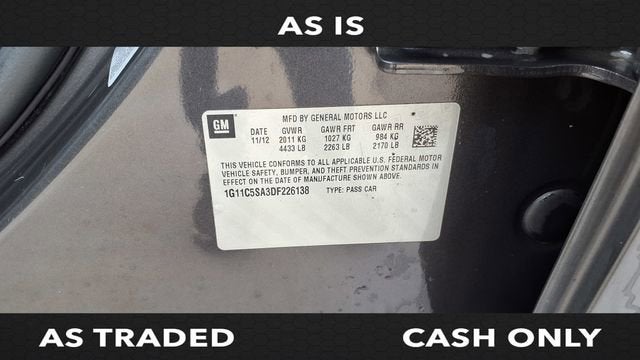 AS IS
GM
MFD BY GENERAL MOTORS LLC
DATE GVWR GAWR FRT GAWR RR
11/12 2011 KG 1027 KG 984 KG
4433 LB 2263 LB 2170 LB
THIS VEHICLE CONFORMS TO ALL APPLICABLE U.S. FEDERAL MOTOR
VEHICLE SAFETY, BUMPER, AND THEFT PREVENTION STANDARDS IN
EFFECT ON THE DATE OF MANUFACTURE SHOWN ABOVE.
1G11C5SA3DF226138 TYPE: PASS CAR
AS TRADED CASH ONLY